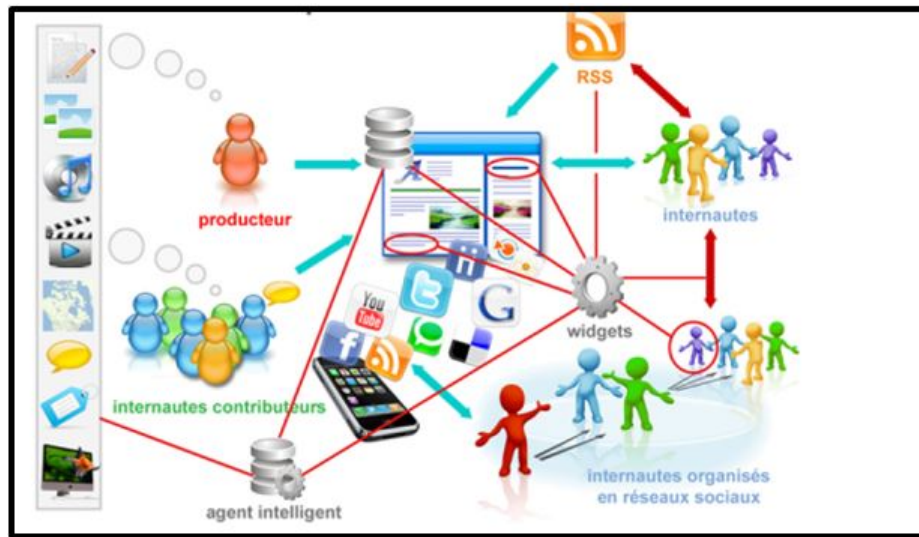 RSS
producteur
internautes
You
Tube
widgets
internautes contributeurs
internautes organisés
en réseaux sociaux
agent intelligent